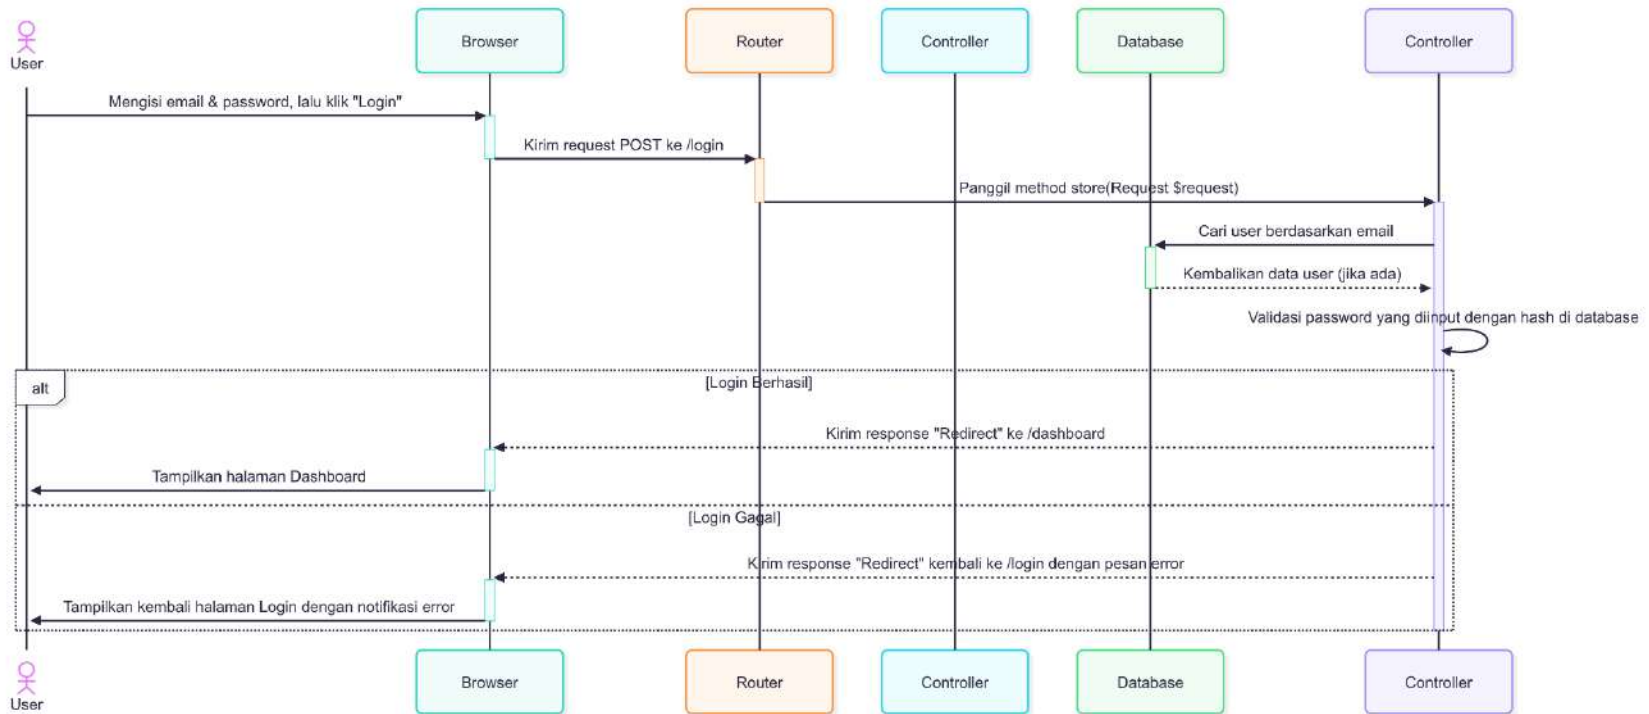 User
Browser
Router
Controller
Database
Controller
Mengisi email & password, lalu klik "Login"
Kirim request POST ke /login
Panggil method store(Request $request)
Cari user berdasarkan email
Kembalikan data user (jika ada)
Validasi password yang diinput dengan hash di database
alt
[Login Berhasil]
Kirim response "Redirect" ke /dashboard
Tampilkan halaman Dashboard
[Login Gagal]
Kirim response "Redirect" kembali ke /login dengan pesan error
Tampilkan kembali halaman Login dengan notifikasi error
User
Browser
Router
Controller
Database
Controller